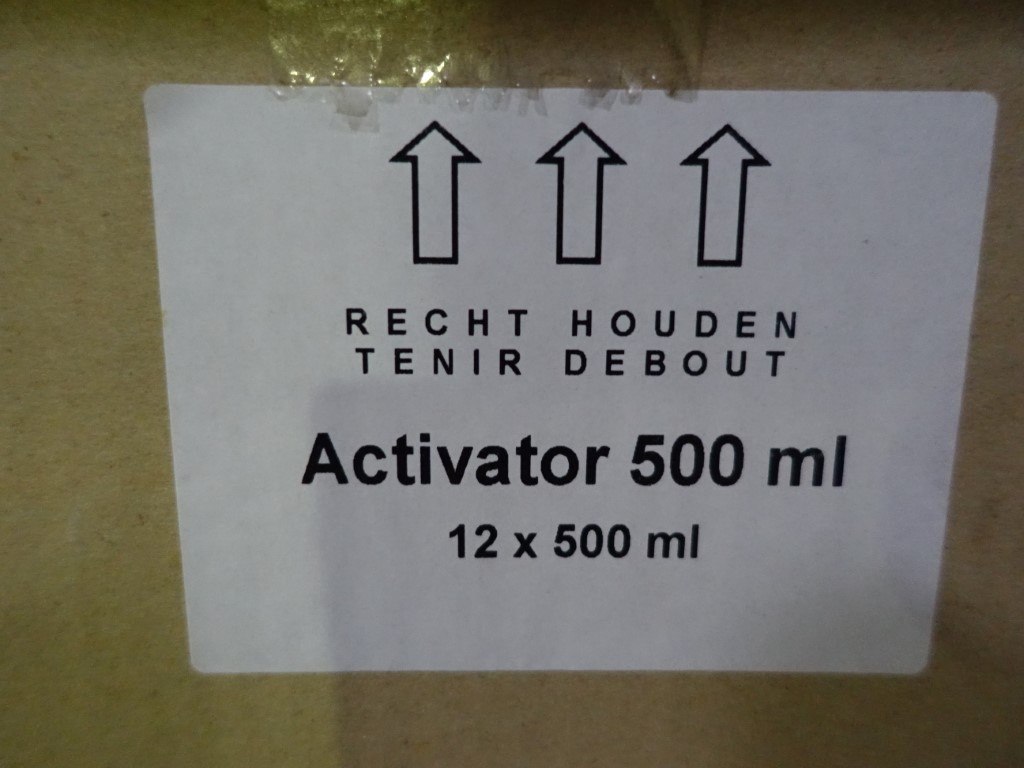 RECHT HOUDEN
TENIR DEBOUT
Activator 500 ml
12 x 500 ml